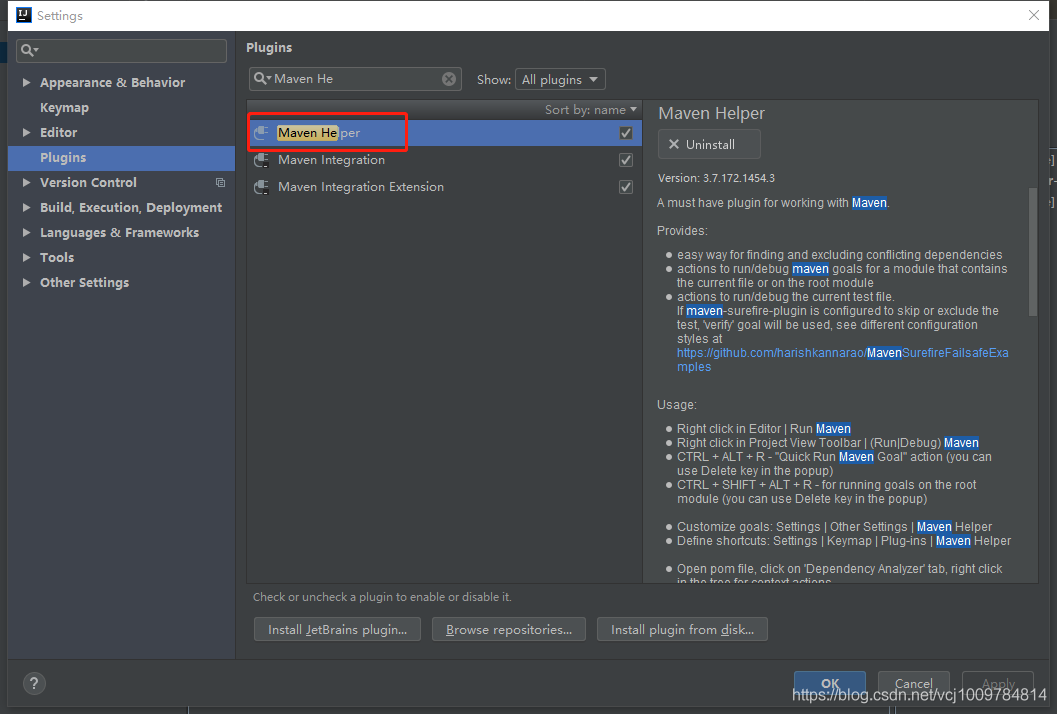 Settings
Plugins
Maven He
Show: All plugins
Appearance & Behavior
Keymap
Editor
Plugins
Version Control
Build, Execution, Deployment
Languages & Frameworks
Tools
Other Settings
Sort by: name
Maven Helper
Maven Integration
Maven Integration Extension
Maven Helper
Uninstall
Version: 3.7.172.1454.3
A must have plugin for working with Maven.
Provides:
easy way for finding and excluding conflicting dependencies
actions to run/debug maven goals for a module that contains
the current file or on the root module
actions to run/debug the current test file.
If maven-surefire-plugin is configured to skip or exclude the
test, 'verify' goal will be used, see different configuration
styles at
https://github.com/harishkannarao/MavenSurefireFailsafeExa
mples
Usage:
Right click in Editor | Run Maven
Right click in Project View Toolbar | (Run|Debug) Maven
CTRL + ALT + R - "Quick Run Maven Goal" action (you can
use Delete key in the popup)
CTRL + SHIFT + ALT + R - for running goals on the root
module (you can use Delete key in the popup)
Customize goals: Settings | Other Settings | Maven Helper
Define shortcuts: Settings | Keymap | Plug-ins | Maven Helper
Open pom file, click on 'Dependency Analyzer' tab, right click
in the tree for context actions.
Check or uncheck a plugin to enable or disable it.
Install JetBrains plugin...
Browse repositories...
Install plugin from disk...
?
OK
Cancel
Apply
https://blog.csdn.net/vcj1009784814